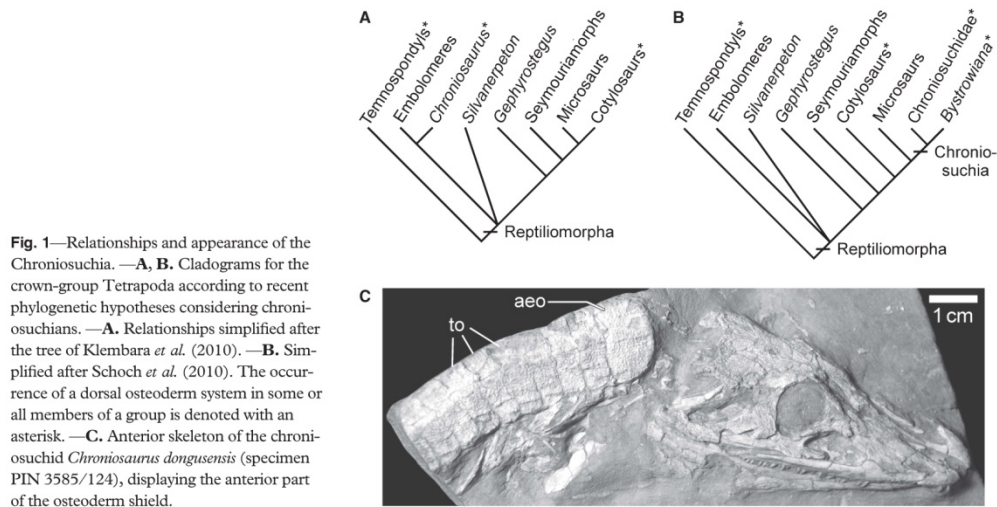 A
Temnospondyls*
Embolomeres
Chroniosaurus*
Silvanerpeton
Gephyrostegus
Seymouriamorphs
Microsaurs
Cotylosaurs*
Reptiliomorpha
B
Temnospondyls*
Embolomeres
Silvanerpeton
Gephyrostegus
Seymouriamorphs
Cotylosaurs*
Microsaurs
Chroniosuchidae*
Bystrowiana*
Chronio-
suchia
Reptiliomorpha
Fig. 1—Relationships and appearance of the
Chroniosuchia. —A, B. Cladograms for the
crown-group Tetrapoda according to recent
phylogenetic hypotheses considering chroni-
osuchians. —A. Relationships simplified after
the tree of Klembara et al. (2010). —B. Sim-
plified after Schoch et al. (2010). The occur-
rence of a dorsal osteoderm system in some or
all members of a group is denoted with an
asterisk. —C. Anterior skeleton of the chroni-
osuchid Chroniosaurus dongusensis (specimen
PIN 3585/124), displaying the anterior part
of the osteoderm shield.
C
aeo
to
1 cm